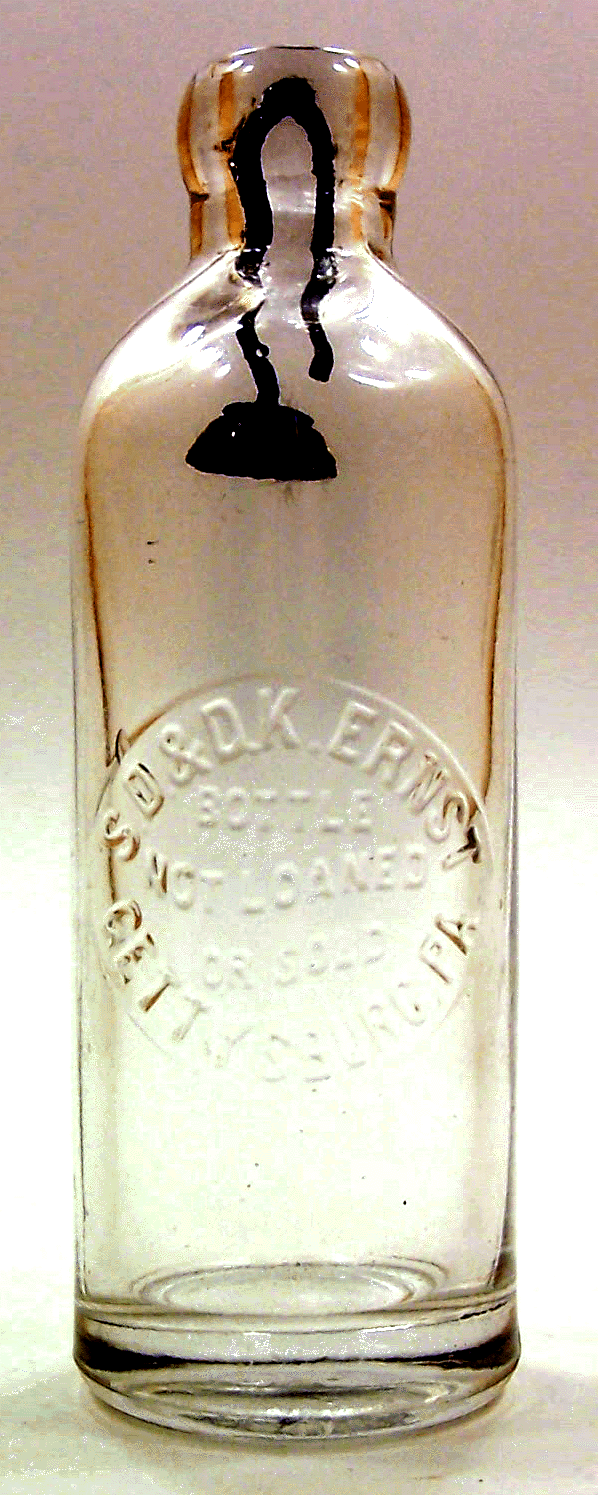 S D & D.K. ERNST
BOTTLE
NOT LOANED
OR SOLD
GETTYSBURG, PA